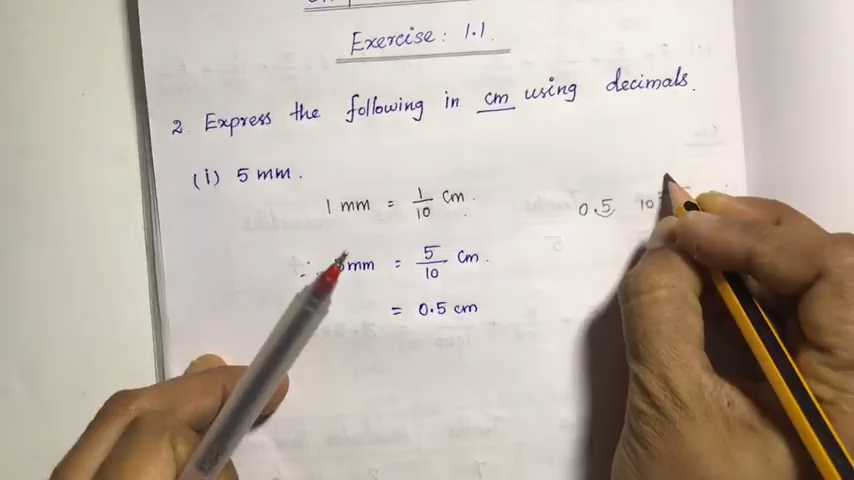 Exercise: 1.1.
2. Express the following in cm using decimals.
(i) 5 mm.
1 mm = 1/10 cm.
0.5 10
∴ 5 mm = 5/10 cm.
= 0.5 cm